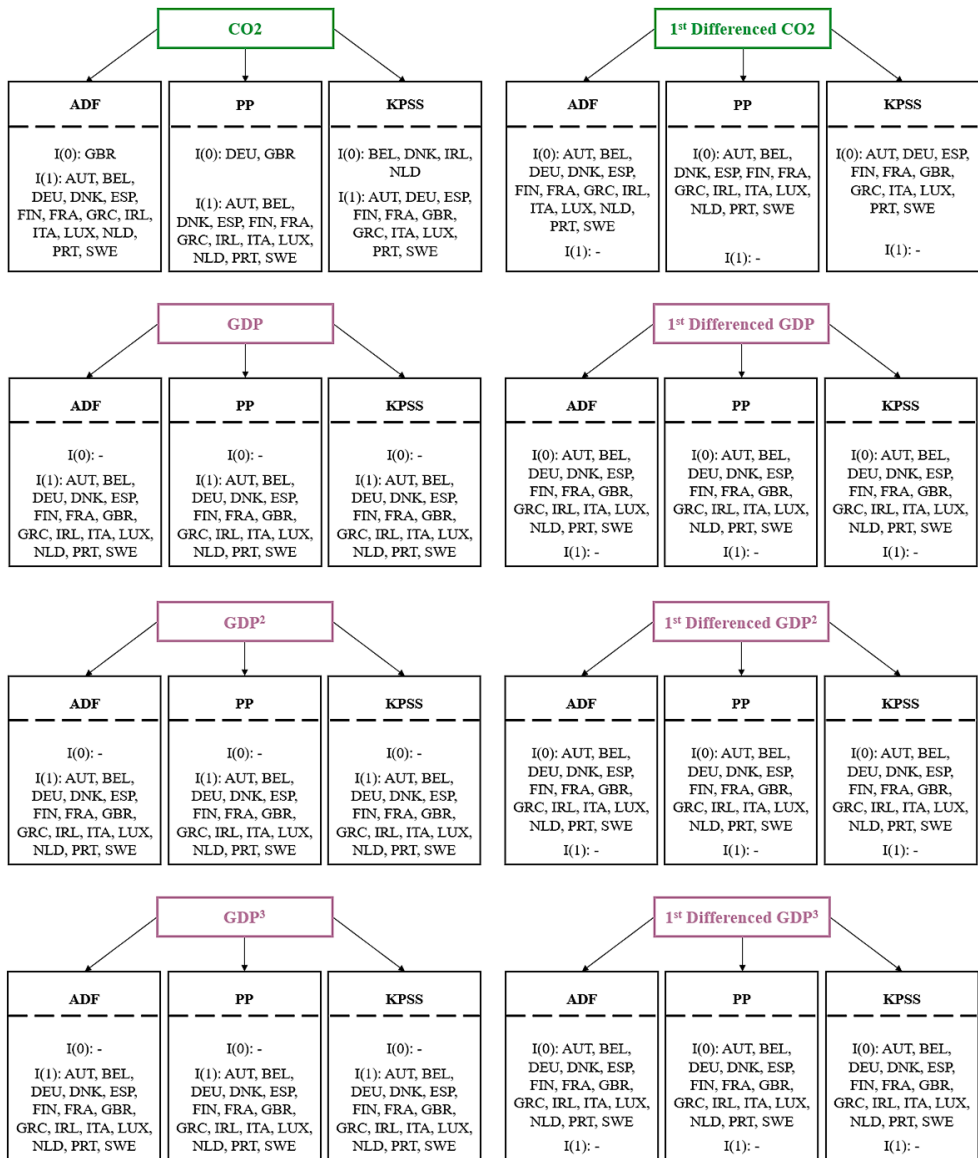 CO2
ADF
I(0): GBR
I(1): AUT, BEL,
DEU, DNK, ESP,
FIN, FRA, GRC, IRL,
ITA, LUX, NLD,
PRT, SWE
PP
I(0): DEU, GBR
I(1): AUT, BEL,
DNK, ESP, FIN, FRA,
GRC, IRL, ITA, LUX,
NLD, PRT, SWE
KPSS
I(0): BEL, DNK, IRL,
NLD
I(1): AUT, DEU, ESP,
FIN, FRA, GBR,
GRC, ITA, LUX,
PRT, SWE
1st Differenced CO2
ADF
I(0): AUT, BEL,
DEU, DNK, ESP,
FIN, FRA, GRC, IRL,
ITA, LUX, NLD,
PRT, SWE
I(1): -
PP
I(0): AUT, BEL,
DNK, ESP, FIN, FRA,
GRC, IRL, ITA, LUX,
NLD, PRT, SWE
I(1): -
KPSS
I(0): AUT, DEU, ESP,
FIN, FRA, GBR,
GRC, ITA, LUX,
PRT, SWE
I(1): -
GDP
ADF
I(0): -
I(1): AUT, BEL,
DEU, DNK, ESP,
FIN, FRA, GBR,
GRC, IRL, ITA, LUX,
NLD, PRT, SWE
PP
I(0): -
I(1): AUT, BEL,
DEU, DNK, ESP,
FIN, FRA, GBR,
GRC, IRL, ITA, LUX,
NLD, PRT, SWE
KPSS
I(0): -
I(1): AUT, BEL,
DEU, DNK, ESP,
FIN, FRA, GBR,
GRC, IRL, ITA, LUX,
NLD, PRT, SWE
1st Differenced GDP
ADF
I(0): AUT, BEL,
DEU, DNK, ESP,
FIN, FRA, GBR,
GRC, IRL, ITA, LUX,
NLD, PRT, SWE
I(1): -
PP
I(0): AUT, BEL,
DEU, DNK, ESP,
FIN, FRA, GBR,
GRC, IRL, ITA, LUX,
NLD, PRT, SWE
I(1): -
KPSS
I(0): AUT, BEL,
DEU, DNK, ESP,
FIN, FRA, GBR,
GRC, IRL, ITA, LUX,
NLD, PRT, SWE
I(1): -
GDP²
ADF
I(0): -
I(1): AUT, BEL,
DEU, DNK, ESP,
FIN, FRA, GBR,
GRC, IRL, ITA, LUX,
NLD, PRT, SWE
PP
I(0): -
I(1): AUT, BEL,
DEU, DNK, ESP,
FIN, FRA, GBR,
GRC, IRL, ITA, LUX,
NLD, PRT, SWE
KPSS
I(0): -
I(1): AUT, BEL,
DEU, DNK, ESP,
FIN, FRA, GBR,
GRC, IRL, ITA, LUX,
NLD, PRT, SWE
1st Differenced GDP²
ADF
I(0): AUT, BEL,
DEU, DNK, ESP,
FIN, FRA, GBR,
GRC, IRL, ITA, LUX,
NLD, PRT, SWE
I(1): -
PP
I(0): AUT, BEL,
DEU, DNK, ESP,
FIN, FRA, GBR,
GRC, IRL, ITA, LUX,
NLD, PRT, SWE
I(1): -
KPSS
I(0): AUT, BEL,
DEU, DNK, ESP,
FIN, FRA, GBR,
GRC, IRL, ITA, LUX,
NLD, PRT, SWE
I(1): -
GDP³
ADF
I(0): -
I(1): AUT, BEL,
DEU, DNK, ESP,
FIN, FRA, GBR,
GRC, IRL, ITA, LUX,
NLD, PRT, SWE
PP
I(0): -
I(1): AUT, BEL,
DEU, DNK, ESP,
FIN, FRA, GBR,
GRC, IRL, ITA, LUX,
NLD, PRT, SWE
KPSS
I(0): -
I(1): AUT, BEL,
DEU, DNK, ESP,
FIN, FRA, GBR,
GRC, IRL, ITA, LUX,
NLD, PRT, SWE
1st Differenced GDP³
ADF
I(0): AUT, BEL,
DEU, DNK, ESP,
FIN, FRA, GBR,
GRC, IRL, ITA, LUX,
NLD, PRT, SWE
I(1): -
PP
I(0): AUT, BEL,
DEU, DNK, ESP,
FIN, FRA, GBR,
GRC, IRL, ITA, LUX,
NLD, PRT, SWE
I(1): -
KPSS
I(0): AUT, BEL,
DEU, DNK, ESP,
FIN, FRA, GBR,
GRC, IRL, ITA, LUX,
NLD, PRT, SWE
I(1): -